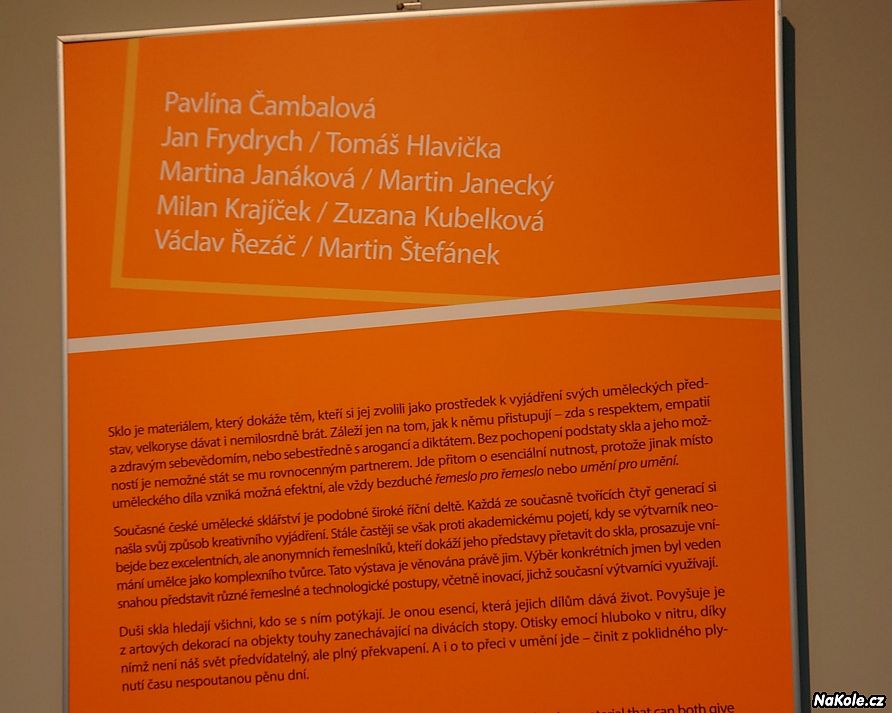 Pavlína Čambalová
Jan Frydrych / Tomáš Hlavička
Martina Janáková / Martin Janecký
Milan Krajíček / Zuzana Kubelková
Václav Řezáč / Martin Štefánek
Sklo je materiálem, který dokáže těm, kteří si jej zvolili jako prostředek k vyjádření svých uměleckých před-
stav, velkoryse dávat i nemilosrdně brát. Záleží jen na tom, jak k němu přistupují – zda s respektem, empatií
a zdravým sebevědomím, nebo sebestředně s arogancí a diktátem. Bez pochopení podstaty skla a jeho mož-
ností je nemožné stát se mu rovnocenným partnerem. Jde přitom o esenciální nutnost, protože jinak místo
uměleckého díla vzniká možná efektní, ale vždy bezduché řemeslo pro řemeslo nebo umění pro umění.
Současné české umělecké sklářství je podobné široké říční deltě. Každá ze současně tvořících čtyř generací si
našla svůj způsob kreativního vyjádření. Stále častěji se však proti akademickému pojetí, kdy se výtvarník neo-
bejde bez excelentních, ale anonymních řemeslníků, kteří dokáží jeho představy přetavit do skla, prosazuje vní-
mání umělce jako komplexního tvůrce. Tato výstava je věnována právě jim. Výběr konkrétních jmen byl veden
snahou představit různé řemeslné a technologické postupy, včetně inovací, jichž současní výtvarníci využívají.
Duši skla hledají všichni, kdo se s ním potýkají. Je onou esencí, která jejich dílům dává život. Povyšuje je
z artových dekorací na objekty touhy zanechávající na divácích stopy. Otisky emocí hluboko v nitru, díky
nímž není náš svět předvídatelný, ale plný překvapení. A i o to přeci v umění jde – činit z poklidného ply-
nutí času nespoutanou pěnu dní.
material that can both give
NaKole.cz